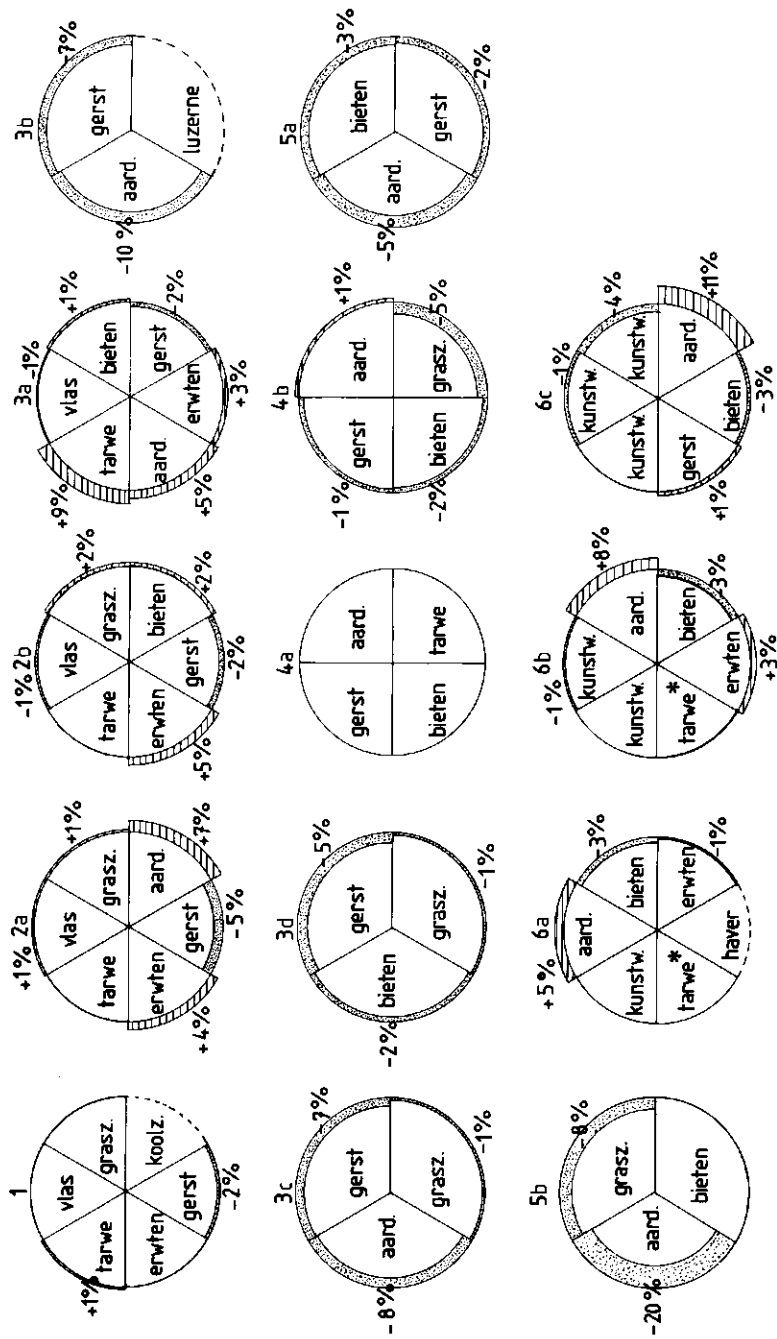 1
vlas
grasz.
tarwe
koolz.
erwten
gerst
+1%
-2%
2a
+1%
+1%
vlas
grasz.
tarwe
aard.
erwten
gerst
+7%
+4%
-5%
2b
-1%
+2%
vlas
grasz.
tarwe
bieten
erwten
gerst
+2%
+5%
-2%
3a
-1%
+1%
vlas
bieten
tarwe
gerst
aard.
erwten
+9%
-2%
+5%
+3%
3b
-7%
gerst
aard.
luzerne
-10%
3c
-7%
gerst
aard.
grasz.
-1%
-8%
3d
-5%
gerst
bieten
grasz.
-1%
-2%
4a
gerst
aard.
bieten
tarwe
4b
+1%
gerst
aard.
bieten
grasz.
-1%
-5%
-2%
5a
-3%
bieten
aard.
gerst
-2%
-5%
5b
-8%
grasz.
aard.
bieten
-20%
6a
+5%
-3%
aard.
kunstw.
bieten
tarwe*
erwten
haver
-1%
6b
-1%
+8%
kunstw.
kunstw.
aard.
tarwe*
bieten
erwten
-3%
+3%
6c
-1%
-4%
kunstw.
kunstw.
kunstw.
gerst
aard.
bieten
+11%
+1%
-3%